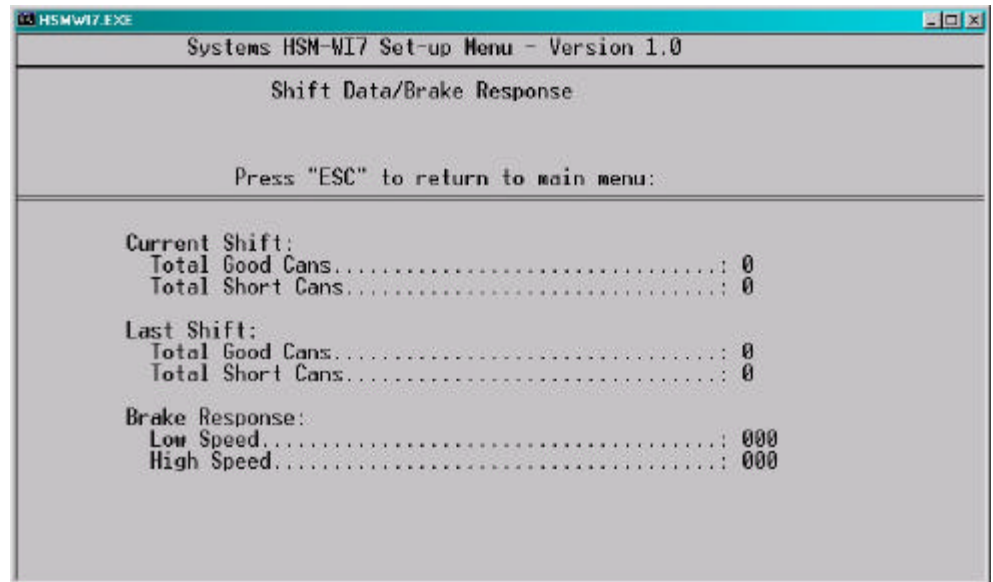 HSMWI7.EXE
Systems HSM-WI7 Set-up Menu - Version 1.0
Shift Data/Brake Response
Press "ESC" to return to main menu:
Current Shift:
Total Good Cans................................: 0
Total Short Cans...............................: 0
Last Shift:
Total Good Cans................................: 0
Total Short Cans...............................: 0
Brake Response:
Low Speed......................................: 000
High Speed.....................................: 000